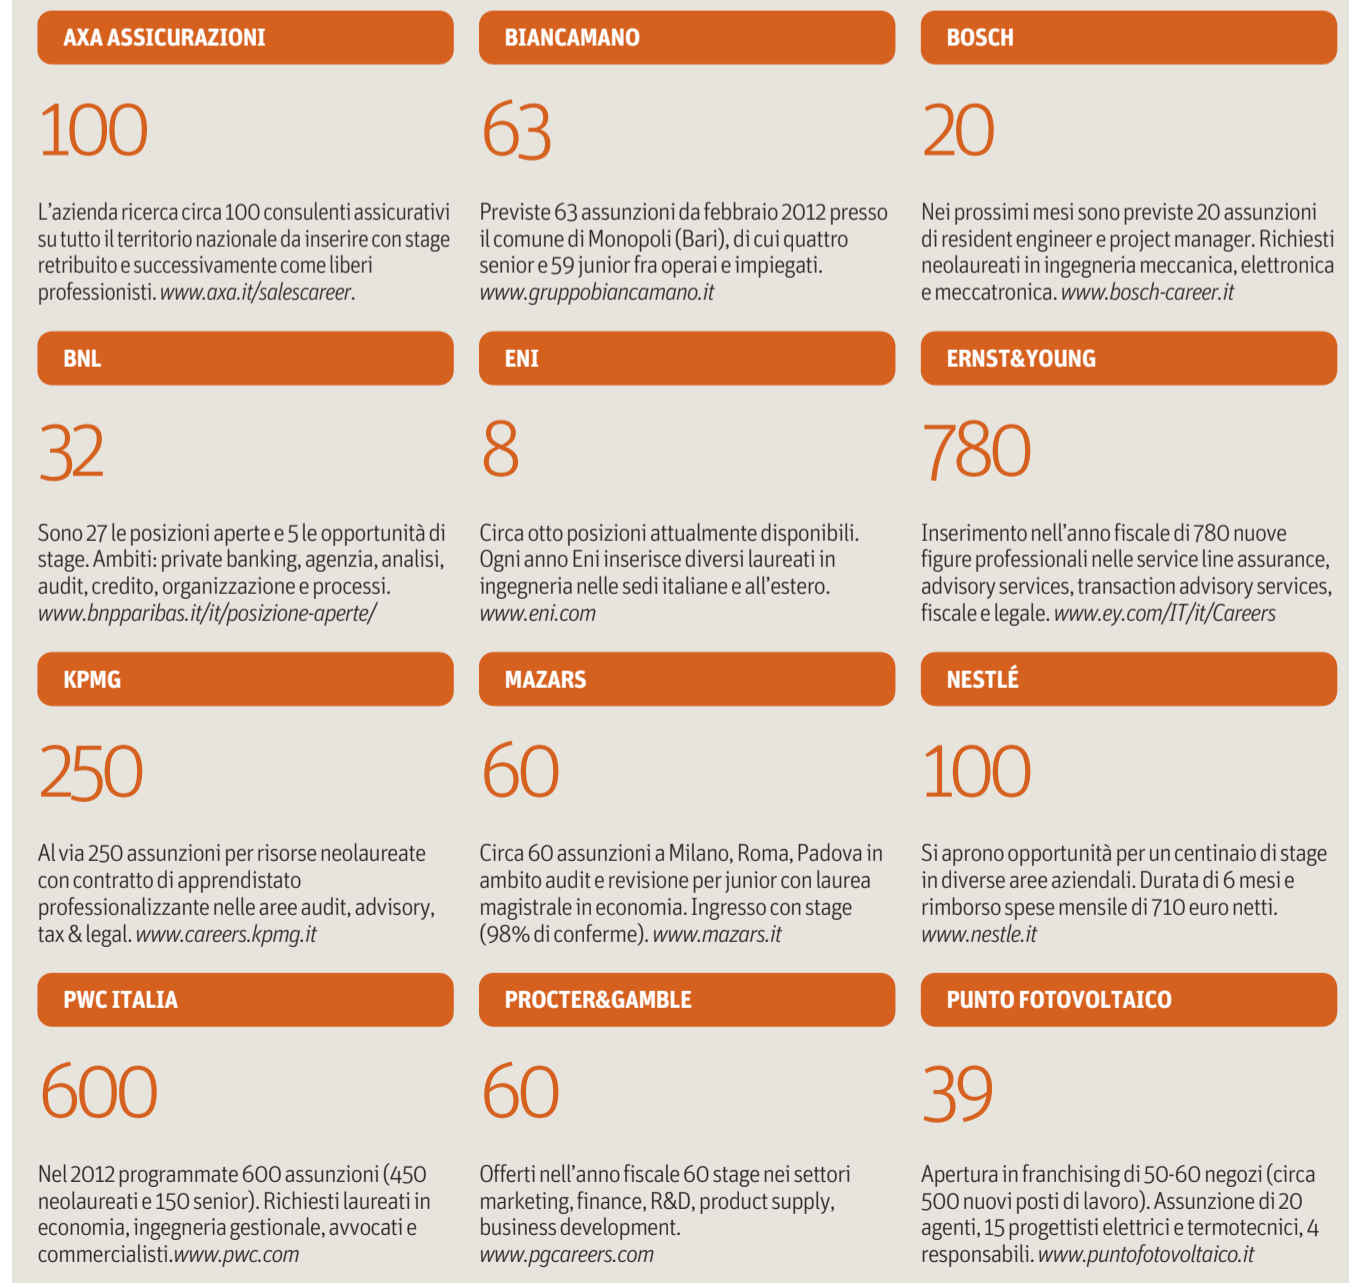 AXA ASSICURAZIONI
100
L'azienda ricerca circa 100 consulenti assicurativi
su tutto il territorio nazionale da inserire con stage
retribuito e successivamente come liberi
professionisti. www.axa.it/salescareer.
BIANCAMANO
63
Previste 63 assunzioni da febbraio 2012 presso
il comune di Monopoli (Bari), di cui quattro
senior e 59 junior fra operai e impiegati.
www.gruppobiancamano.it
BOSCH
20
Nei prossimi mesi sono previste 20 assunzioni
di resident engineer e project manager. Richiesti
neolaureati in ingegneria meccanica, elettronica
e meccatronica. www.bosch-career.it
BNL
32
Sono 27 le posizioni aperte e 5 le opportunità di
stage. Ambiti: private banking, agenzia, analisi,
audit, credito, organizzazione e processi.
www.bnpparibas.it/it/posizione-aperte/
ENI
8
Circa otto posizioni attualmente disponibili.
Ogni anno Eni inserisce diversi laureati in
ingegneria nelle sedi italiane e all'estero.
www.eni.com
ERNST&YOUNG
780
Inserimento nell'anno fiscale di 780 nuove
figure professionali nelle service line assurance,
advisory services, transaction advisory services,
fiscale e legale. www.ey.com/IT/it/Careers
KPMG
250
Al via 250 assunzioni per risorse neolaureate
con contratto di apprendistato
professionalizzante nelle aree audit, advisory,
tax & legal. www.careers.kpmg.it
MAZARS
60
Circa 60 assunzioni a Milano, Roma, Padova in
ambito audit e revisione per junior con laurea
magistrale in economia. Ingresso con stage
(98% di conferme). www.mazars.it
NESTLÉ
100
Si aprono opportunità per un centinaio di stage
in diverse aree aziendali. Durata di 6 mesi e
rimborso spese mensile di 710 euro netti.
www.nestle.it
PWC ITALIA
600
Nel 2012 programmate 600 assunzioni (450
neolaureati e 150 senior). Richiesti laureati in
economia, ingegneria gestionale, avvocati e
commercialisti.www.pwc.com
PROCTER&GAMBLE
60
Offerti nell'anno fiscale 60 stage nei settori
marketing, finance, R&D, product supply,
business development.
www.pgcareers.com
PUNTO FOTOVOLTAICO
39
Apertura in franchising di 50-60 negozi (circa
500 nuovi posti di lavoro). Assunzione di 20
agenti, 15 progettisti elettrici e termotecnici, 4
responsabili. www.puntofotovoltaico.it